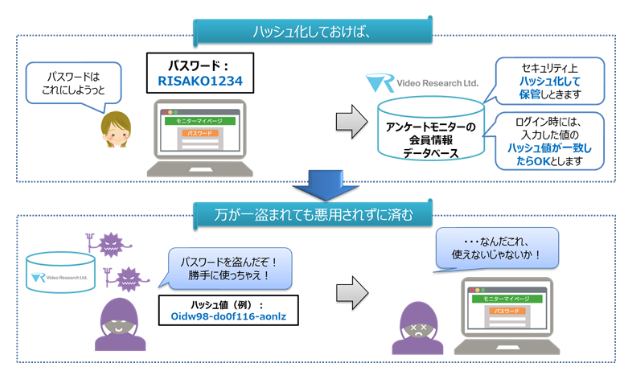 ハッシュ化しておけば、
パスワードは
これにしようっと
パスワード：
RISAKO1234
モニターマイページ
パスワード
Video Research Ltd.
アンケートモニターの
会員情報
データベース
セキュリティ上
ハッシュ化して
保管しときます
ログイン時には、
入力した値の
ハッシュ値が一致し
たらOKとします
万が一盗まれても悪用されずに済む
Video Research Ltd.
パスワードを盗んだぞ！
勝手に使っちゃえ！
ハッシュ値（例）：
Oidw98-do0f116-aonlz
・・・なんだこれ、
使えないじゃないか！
モニターマイページ
パスワード